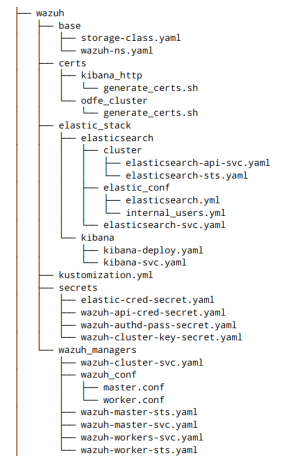 wazuh
base
storage-class.yaml
wazuh-ns.yaml
certs
kibana_http
generate_certs.sh
odfe_cluster
generate_certs.sh
elastic_stack
elasticsearch
cluster
elasticsearch-api-svc.yaml
elasticsearch-sts.yaml
elastic_conf
elasticsearch.yml
internal_users.yml
elasticsearch-svc.yaml
kibana
kibana-deploy.yaml
kibana-svc.yaml
kustomization.yml
secrets
elastic-cred-secret.yaml
wazuh-api-cred-secret.yaml
wazuh-authd-pass-secret.yaml
wazuh-cluster-key-secret.yaml
wazuh_managers
wazuh-cluster-svc.yaml
wazuh_conf
master.conf
worker.conf
wazuh-master-sts.yaml
wazuh-master-svc.yaml
wazuh-workers-svc.yaml
wazuh-worker-sts.yaml